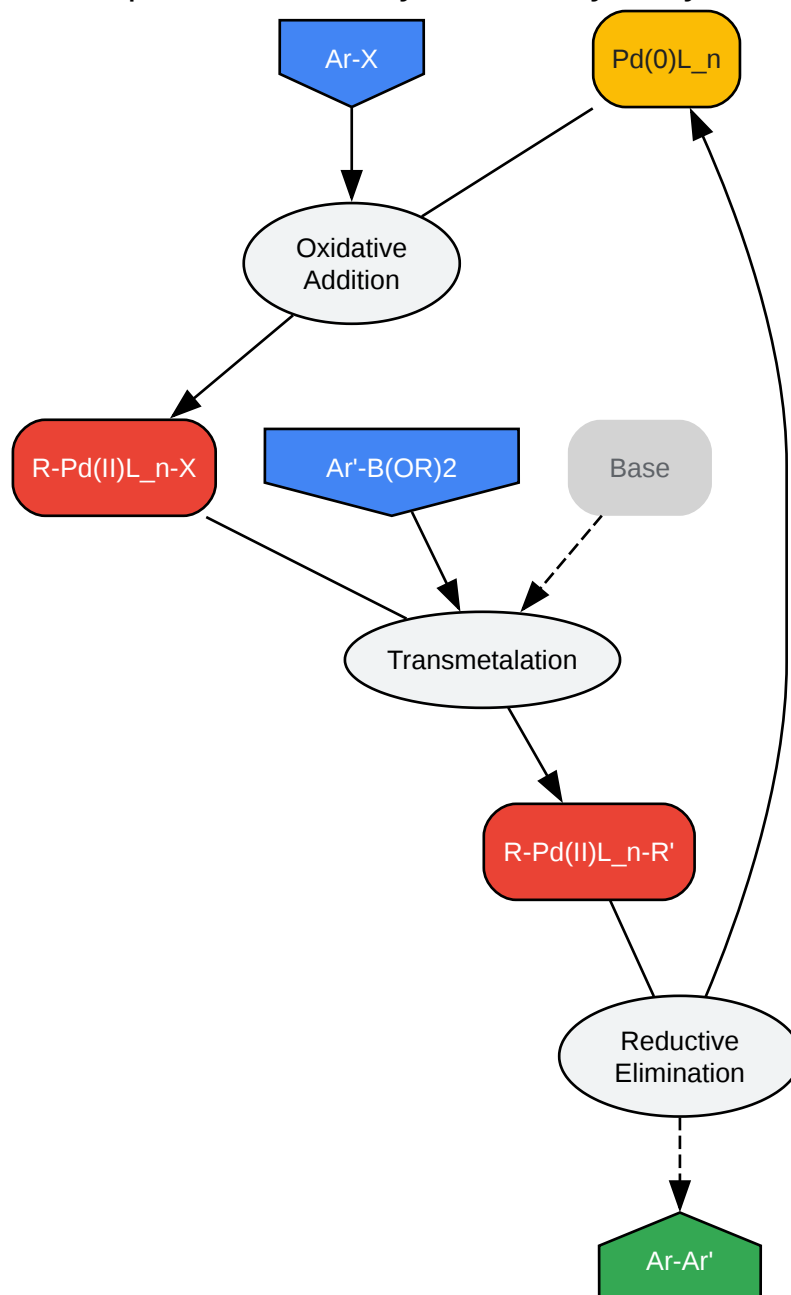 Ar-X
Pd(0)L_n
Oxidative
Addition
R-Pd(II)L_n-X
Ar'-B(OR)2
Base
Transmetalation
R-Pd(II)L_n-R'
Reductive
Elimination
Ar-Ar'